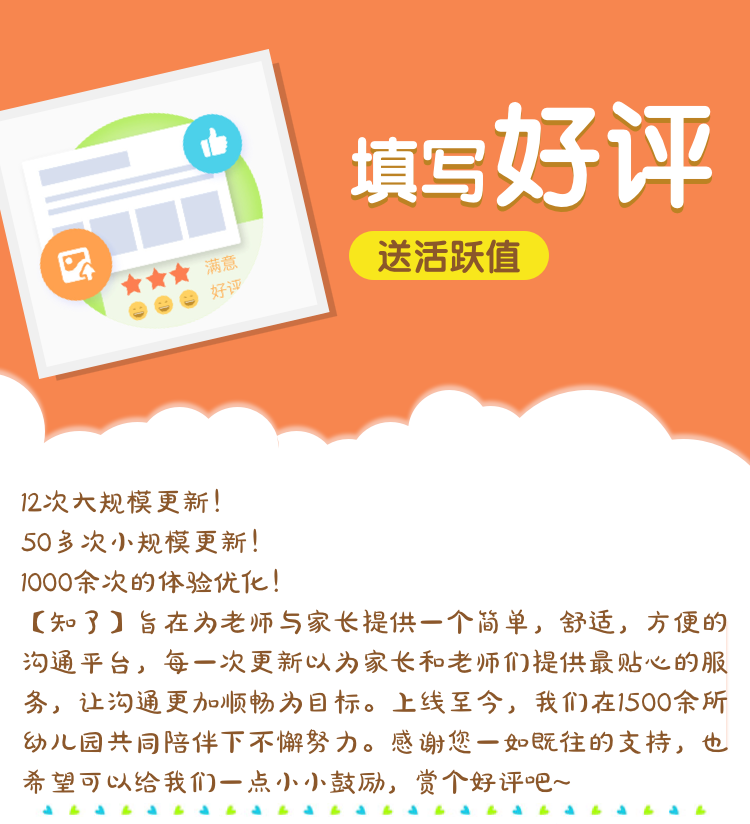 填写好评
送活跃值
满意
好评
12次大规模更新!
50多次小规模更新!
1000余次的体验优化!
【知了】旨在为老师与家长提供一个简单，舒适，方便的
沟通平台，每一次更新以为家长和老师们提供最贴心的服
务，让沟通更加顺畅为目标。上线至今，我们在1500余所
幼儿园共同陪伴下不懈努力。感谢您一如既往的支持，也
希望可以给我们一点小小鼓励，赏个好评吧~